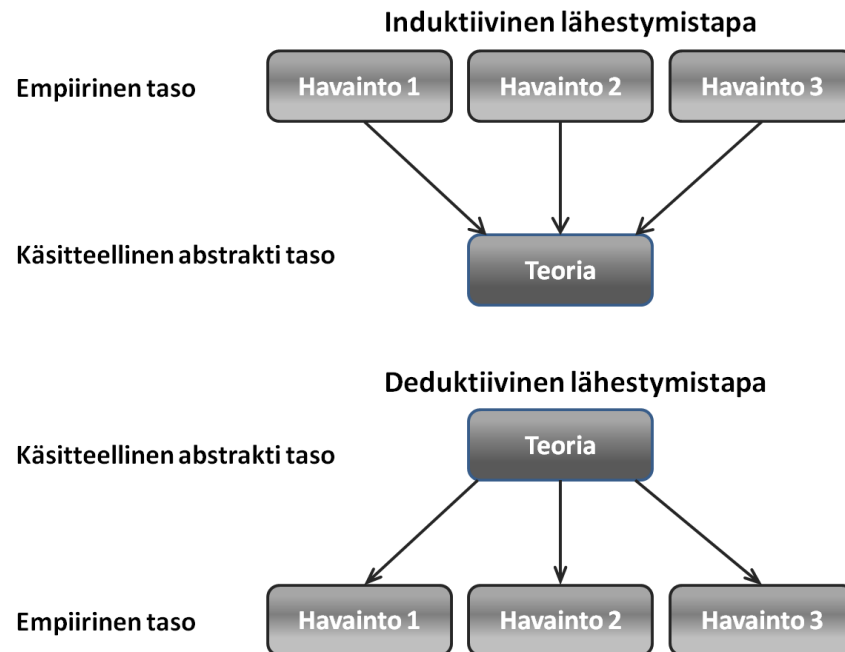 Induktiivinen lähestymistapa
Empiirinen taso
Havainto 1
Havainto 2
Havainto 3
Käsitteellinen abstrakti taso
Teoria
Deduktiivinen lähestymistapa
Teoria
Käsitteellinen abstrakti taso
Empiirinen taso
Havainto 1
Havainto 2
Havainto 3